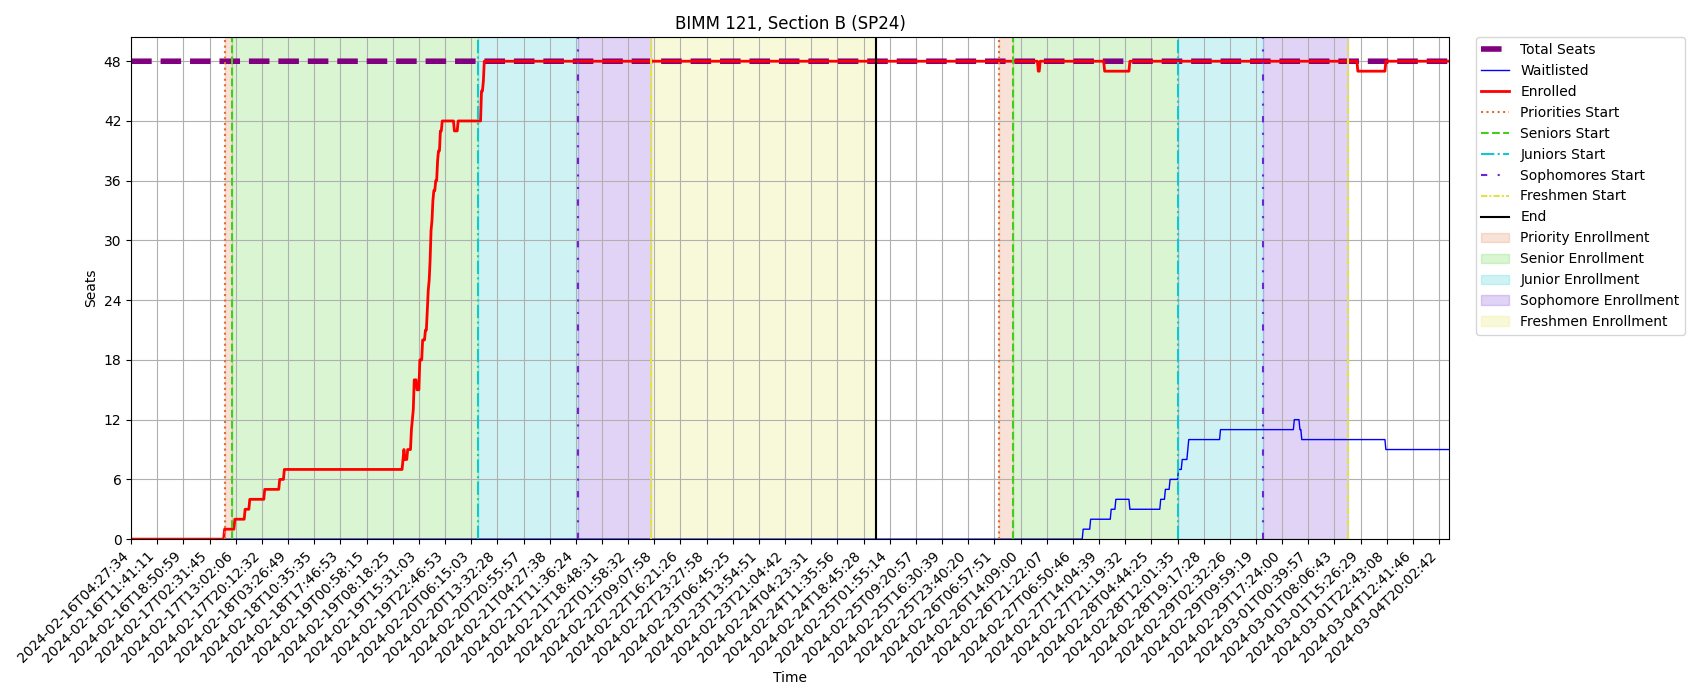 BIMM 121, Section B (SP24)
Seats
48
42
36
30
24
18
12
6
0
2024-02-16T04:27:34
2024-02-16T11:41:11
2024-02-16T18:50:59
2024-02-17T02:31:45
2024-02-17T13:02:06
2024-02-17T20:12:32
2024-02-18T03:26:49
2024-02-18T10:35:35
2024-02-18T17:46:53
2024-02-19T00:58:15
2024-02-19T08:18:25
2024-02-19T15:31:03
2024-02-19T22:46:53
2024-02-20T06:15:03
2024-02-20T13:32:28
2024-02-20T20:55:57
2024-02-21T04:27:38
2024-02-21T11:36:24
2024-02-21T18:48:31
2024-02-22T01:58:32
2024-02-22T09:07:58
2024-02-22T16:21:26
2024-02-22T23:27:58
2024-02-23T06:45:25
2024-02-23T13:54:51
2024-02-23T21:04:42
2024-02-24T04:23:31
2024-02-24T11:35:56
2024-02-24T18:45:28
2024-02-25T01:55:14
2024-02-25T09:20:57
2024-02-25T16:30:39
2024-02-25T23:40:20
2024-02-26T06:57:51
2024-02-26T14:09:00
2024-02-26T21:22:07
2024-02-27T06:50:46
2024-02-27T14:04:39
2024-02-27T21:19:32
2024-02-28T04:44:25
2024-02-28T12:01:35
2024-02-28T19:17:28
2024-02-29T02:32:26
2024-02-29T09:59:19
2024-02-29T17:24:00
2024-03-01T00:39:57
2024-03-01T08:06:43
2024-03-01T15:26:29
2024-03-01T22:43:08
2024-03-04T12:41:46
2024-03-04T20:02:42
Time
Total Seats
Waitlisted
Enrolled
Priorities Start
Seniors Start
Juniors Start
Sophomores Start
Freshmen Start
End
Priority Enrollment
Senior Enrollment
Junior Enrollment
Sophomore Enrollment
Freshmen Enrollment